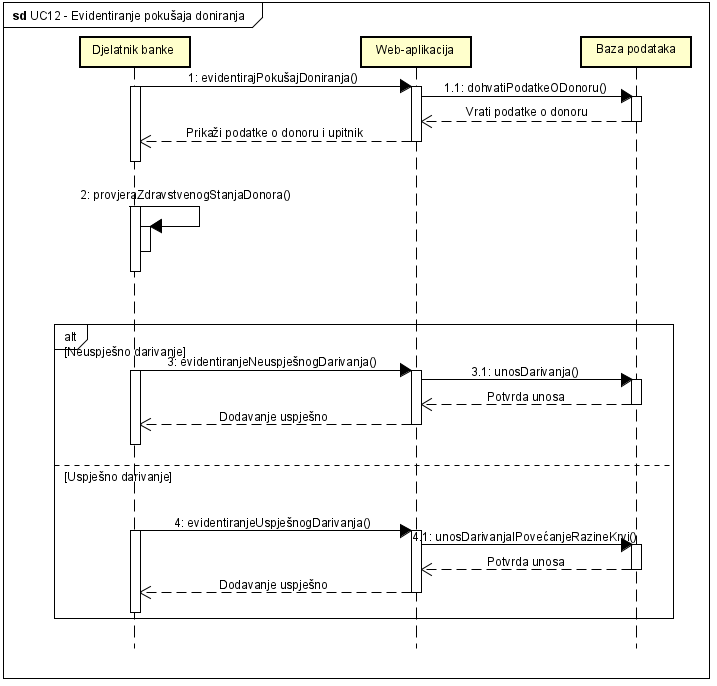 sd UC12 - Evidentiranje pokušaja doniranja
Djelatnik banke
Web-aplikacija
Baza podataka
1: evidentirajPokušajDoniranja()
1.1: dohvatiPodatkeODonoru()
Vrati podatke o donoru
Prikaži podatke o donoru i upitnik
2: provjeraZdravstvenogStanjaDonora()
alt
[Neuspješno darivanje]
3: evidentiranjeNeuspješnogDarivanja()
3.1: unosDarivanja()
Potvrda unosa
Dodavanje uspješno
[Uspješno darivanje]
4: evidentiranjeUspješnogDarivanja()
4.1: unosDarivanjaIPovećanjeRazineKrvi()
Potvrda unosa
Dodavanje uspješno